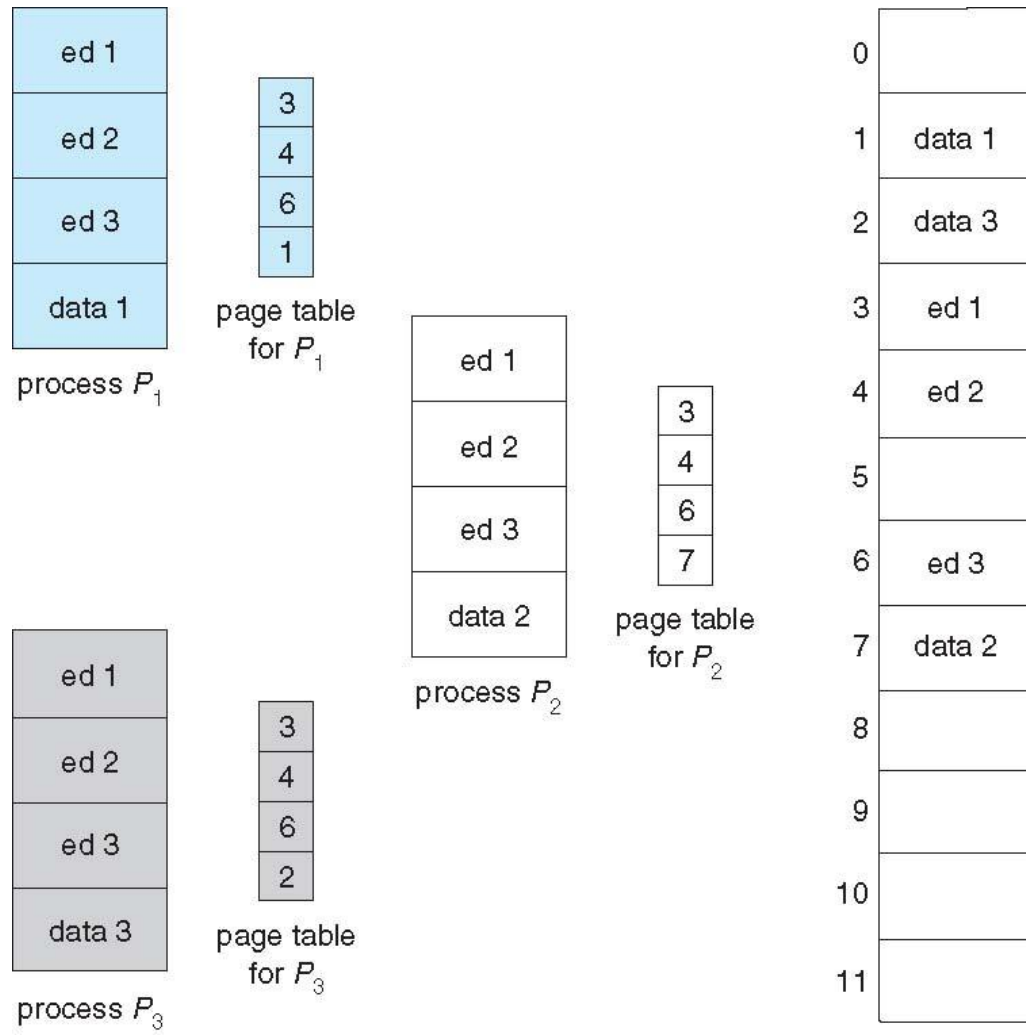 ed 1
ed 2
ed 3
data 1
process P1
3
4
6
1
page table
for P1
ed 1
ed 2
ed 3
data 2
process P2
3
4
6
7
page table
for P2
ed 1
ed 2
ed 3
data 3
process P3
3
4
6
2
page table
for P3
0
1 data 1
2 data 3
3 ed 1
4 ed 2
5
6 ed 3
7 data 2
8
9
10
11